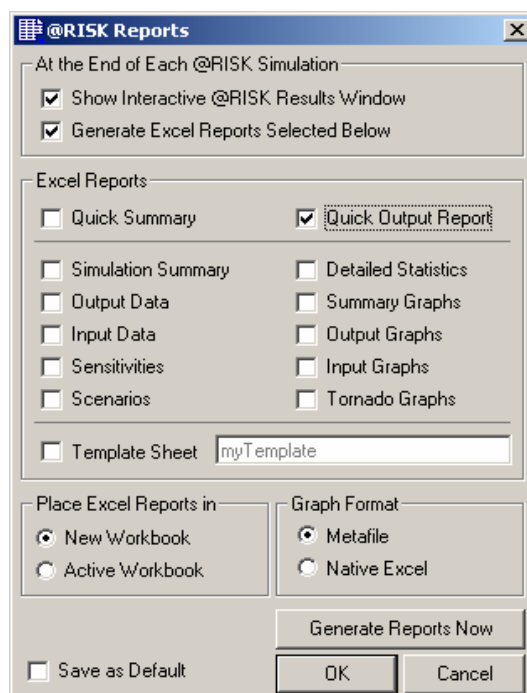 @RISK Reports
At the End of Each @RISK Simulation
Show Interactive @RISK Results Window
Generate Excel Reports Selected Below
Excel Reports
Quick Summary Quick Output Report
Simulation Summary Detailed Statistics
Output Data Summary Graphs
Input Data Output Graphs
Sensitivities Input Graphs
Scenarios Tornado Graphs
Template Sheet myTemplate
Place Excel Reports in Graph Format
New Workbook Metafile
Active Workbook Native Excel
Generate Reports Now
Save as Default OK Cancel